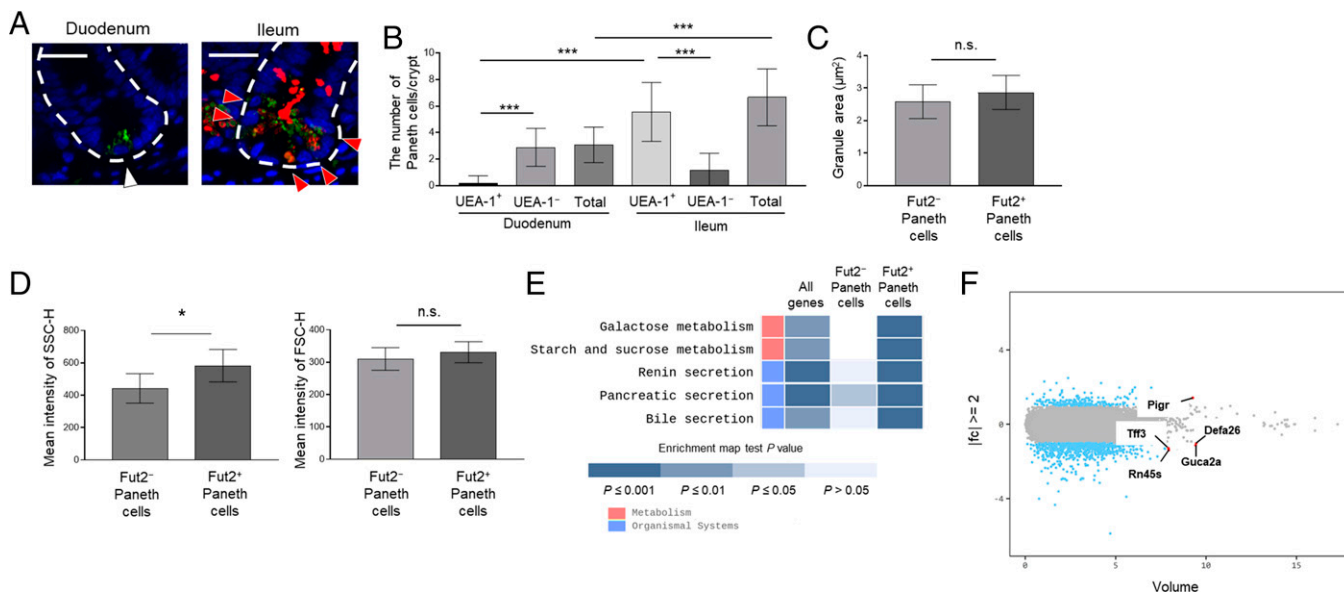 A
Duodenum
Ileum
B
***
***
***
***
The number of
Paneth cells/crypt
10
8
6
4
2
0
UEA-1⁺
UEA-1⁻
Total
UEA-1⁺
UEA-1⁻
Total
Duodenum
Ileum
C
n.s.
Granule area (μm²)
4
3
2
1
0
Fut2⁻
Paneth
cells
Fut2⁺
Paneth
cells
D
*
Mean intensity of SSC-H
800
600
400
200
0
Fut2⁻
Paneth
cells
Fut2⁺
Paneth
cells
n.s.
Mean intensity of FSC-H
400
300
200
100
0
Fut2⁻
Paneth
cells
Fut2⁺
Paneth
cells
E
All
genes
Fut2⁻
Paneth
cells
Fut2⁺
Paneth
cells
Galactose metabolism
Starch and sucrose metabolism
Renin secretion
Pancreatic secretion
Bile secretion
Enrichment map test P value
P ≤ 0.001
P ≤ 0.01
P ≤ 0.05
P > 0.05
Metabolism
Organismal Systems
F
|fc| >= 2
4
0
-4
Pigr
Tff3
Defa26
Rn45s
Guca2a
0
5
10
15
Volume